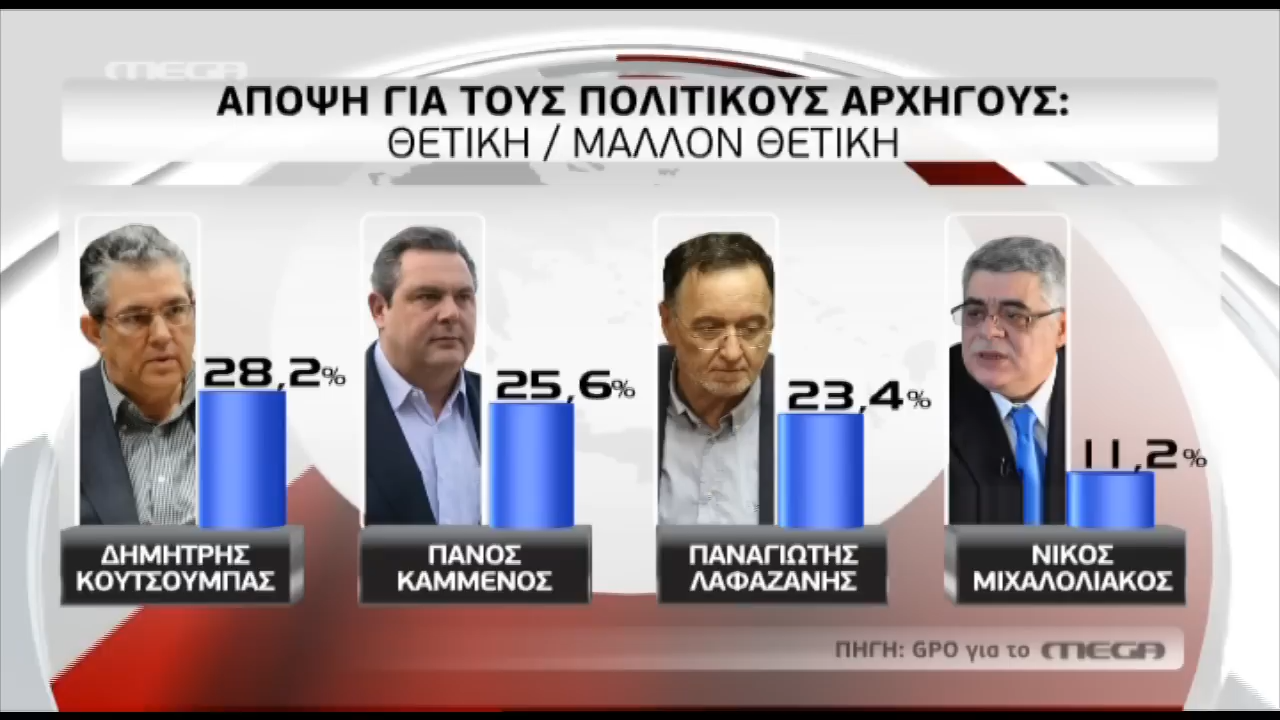 MEGA
ΑΠΟΨΗ ΓΙΑ ΤΟΥΣ ΠΟΛΙΤΙΚΟΥΣ ΑΡΧΗΓΟΥΣ:
ΘΕΤΙΚΗ / ΜΑΛΛΟΝ ΘΕΤΙΚΗ
28,2%
25,6%
23,4%
11,2%
ΔΗΜΗΤΡΗΣ
ΚΟΥΤΣΟΥΜΠΑΣ
ΠΑΝΟΣ
ΚΑΜΜΕΝΟΣ
ΠΑΝΑΓΙΩΤΗΣ
ΛΑΦΑΖΑΝΗΣ
ΝΙΚΟΣ
ΜΙΧΑΛΟΛΙΑΚΟΣ
ΠΗΓΗ: GPO για το MEGA